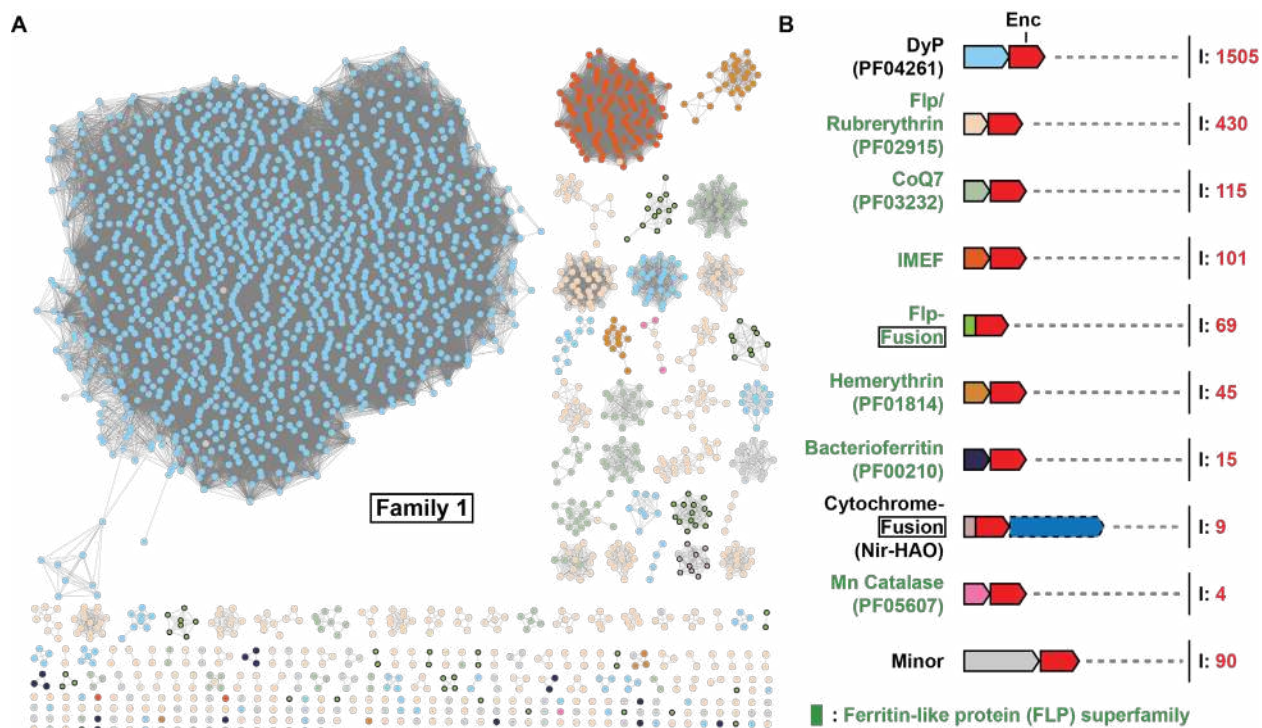 A
Family 1
B
Enc
DyP
(PF04261)
I: 1505
Flp/
Rubrerythrin
(PF02915)
I: 430
CoQ7
(PF03232)
I: 115
IMEF
I: 101
Flp-
Fusion
I: 69
Hemerythrin
(PF01814)
I: 45
Bacterioferritin
(PF00210)
I: 15
Cytochrome-
Fusion
(Nir-HAO)
I: 9
Mn Catalase
(PF05607)
I: 4
Minor
I: 90
: Ferritin-like protein (FLP) superfamily